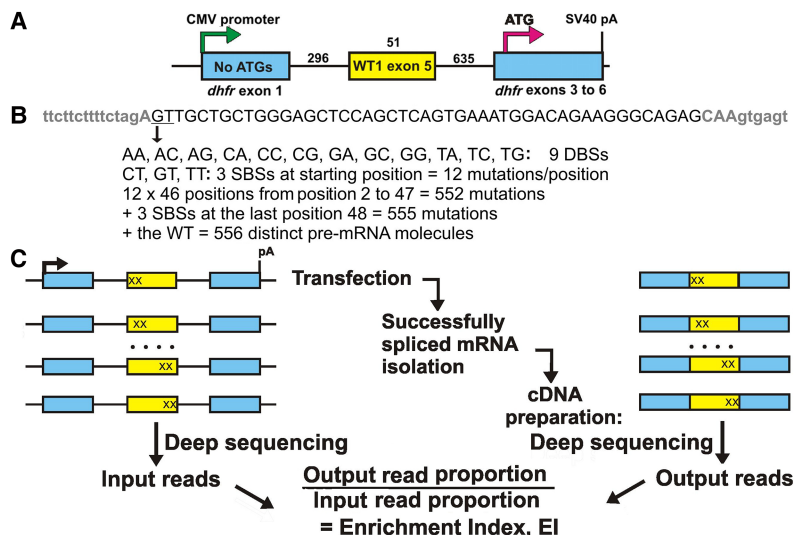 A
CMV promoter
ATG
SV40 pA
51
No ATGs
296
WT1 exon 5
635
dhfr exon 1
dhfr exons 3 to 6
B
ttcttcttttctagAGTTGCTGCTGGGAGCTCCAGCTCAGTGAAATGGACAGAAGGGCAGAGCAAgtgagt
AA, AC, AG, CA, CC, CG, GA, GC, GG, TA, TC, TG: 9 DBSs
CT, GT, TT: 3 SBSs at starting position = 12 mutations/position
12 x 46 positions from position 2 to 47 = 552 mutations
+ 3 SBSs at the last position 48 = 555 mutations
+ the WT = 556 distinct pre-mRNA molecules
C
pA
xx
xx
xx
xx
Transfection
Successfully
spliced mRNA
isolation
cDNA
preparation:
Deep sequencing
xx
xx
xx
xx
Deep sequencing
Input reads
Output reads
Output read proportion
Input read proportion
= Enrichment Index, EI